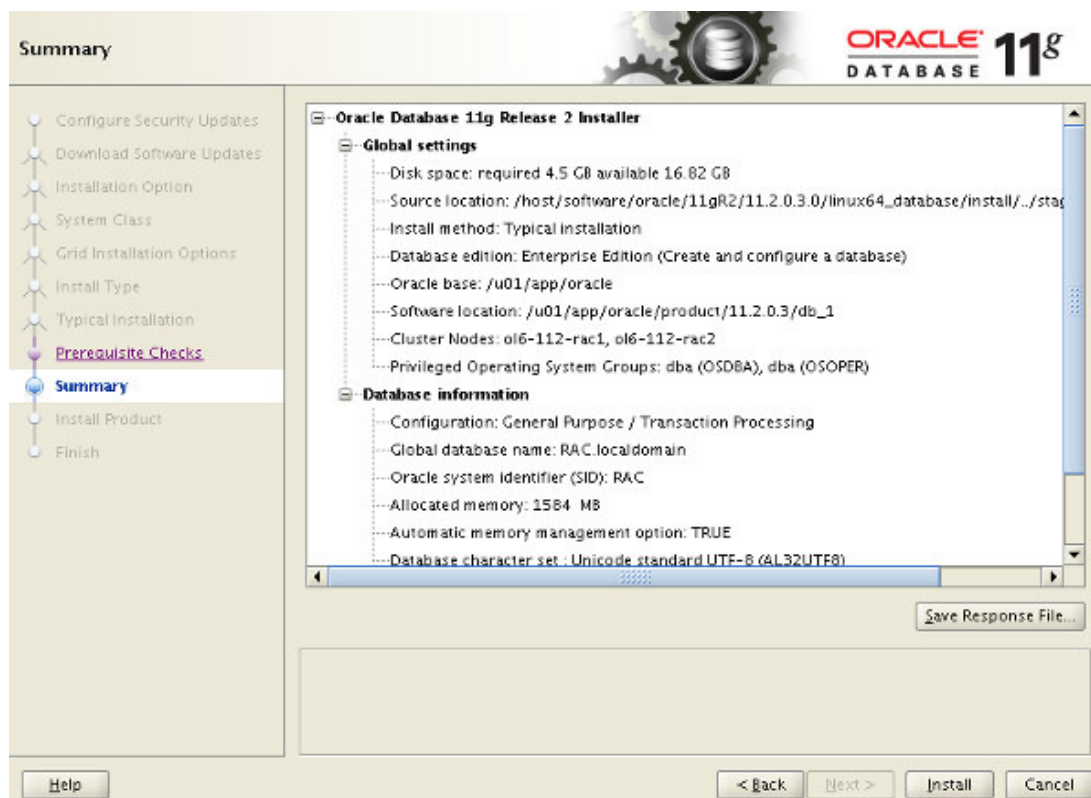 Summary
ORACLE
DATABASE
11g
Configure Security Updates
Download Software Updates
Installation Option
System Class
Grid Installation Options
Install Type
Typical Installation
Prerequisite Checks
Summary
Install Product
Finish
Oracle Database 11g Release 2 Installer
Global settings
Disk space: required 4.5 GB available 16.82 GB
Source location: /host/software/oracle/11gR2/11.2.0.3.0/linux64_database/install/../stag
Install method: Typical installation
Database edition: Enterprise Edition (Create and configure a database)
Oracle base: /u01/app/oracle
Software location: /u01/app/oracle/product/11.2.0.3/db_1
Cluster Nodes: ol6-112-rac1, ol6-112-rac2
Privileged Operating System Groups: dba (OSDBA), dba (OSOPER)
Database information
Configuration: General Purpose / Transaction Processing
Global database name: RAC.localdomain
Oracle system identifier (SID): RAC
Allocated memory: 1584 MB
Automatic memory management option: TRUE
Database character set : Unicode standard UTF-8 (AL32UTF8)
Save Response File...
Help
< Back
Next >
Install
Cancel